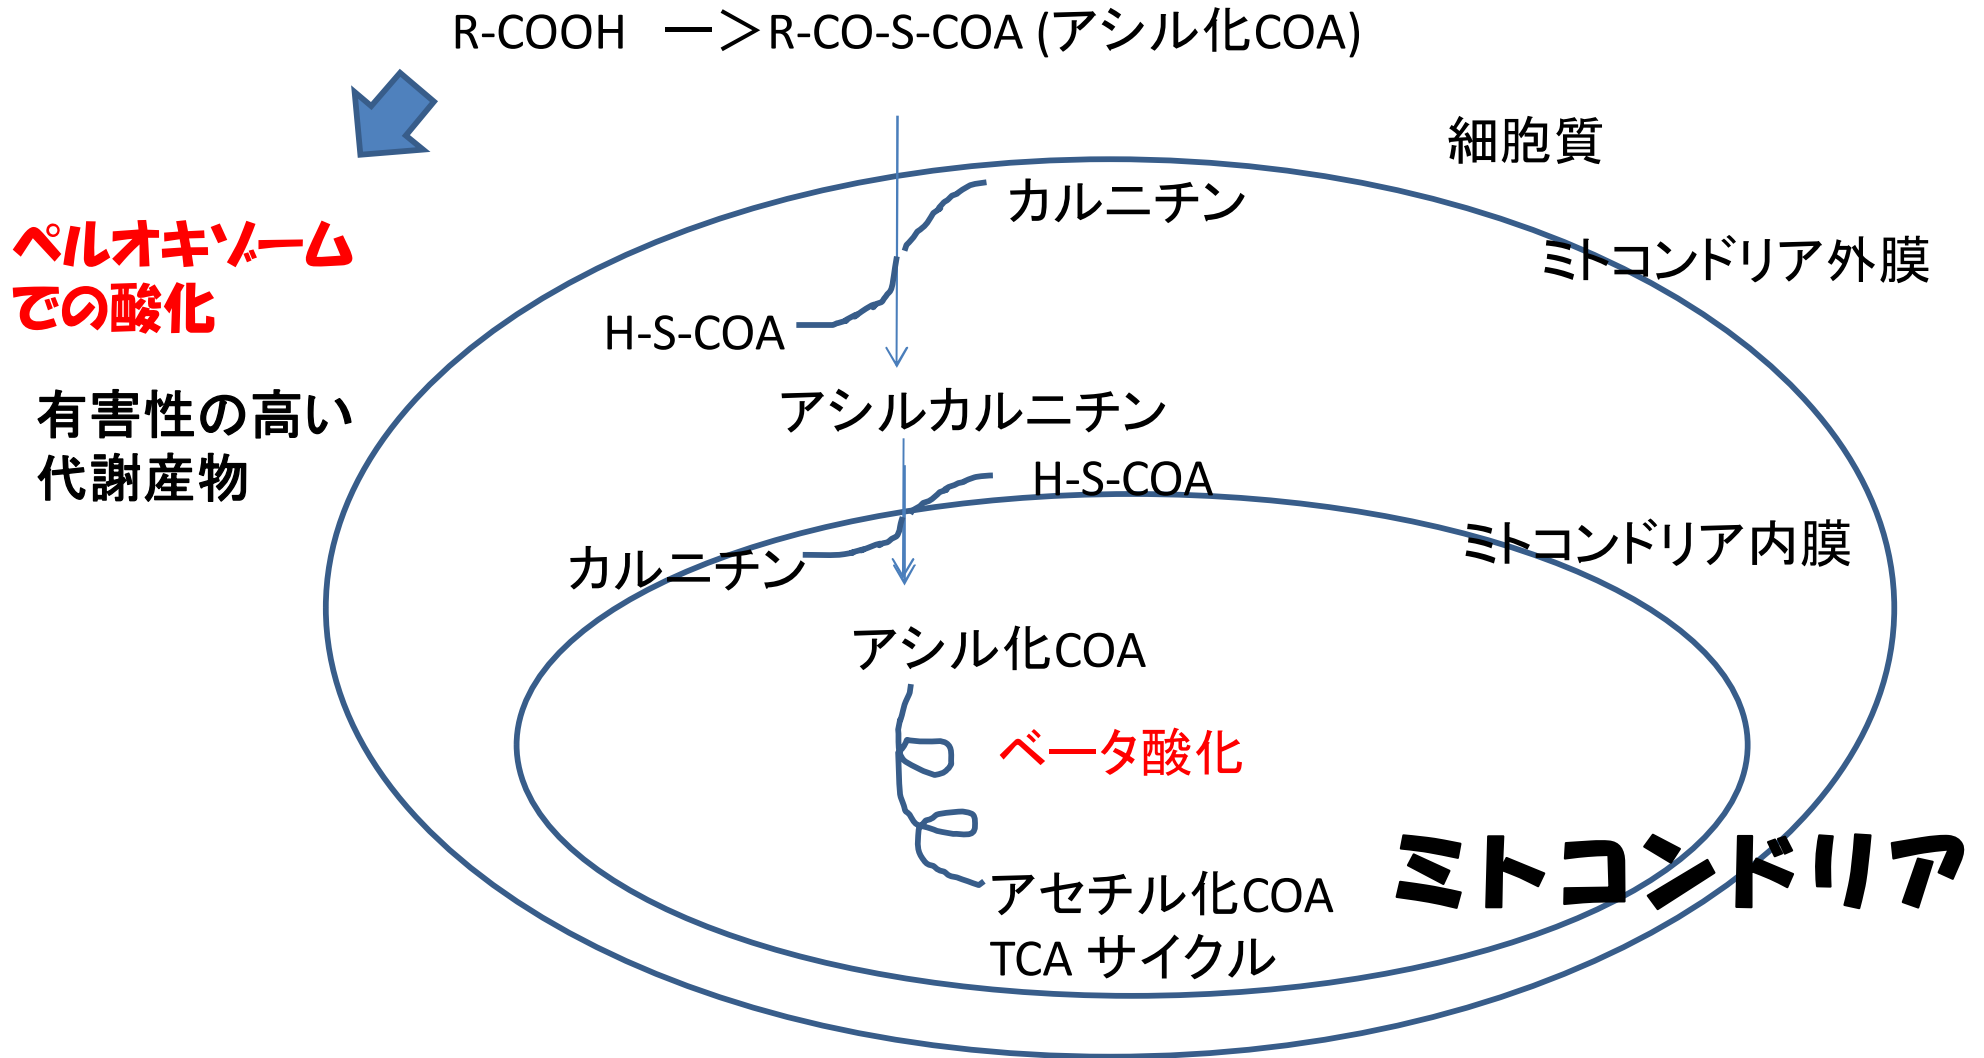 R-COOH ー＞R-CO-S-COA (アシル化COA)
細胞質
カルニチン
ミトコンドリア外膜
ペルオキゾーム
での酸化
H-S-COA
有害性の高い
代謝産物
アシルカルニチン
H-S-COA
ミトコンドリア内膜
カルニチン
アシル化COA
ベータ酸化
ミトコンドリア
アセチル化COA
TCA サイクル